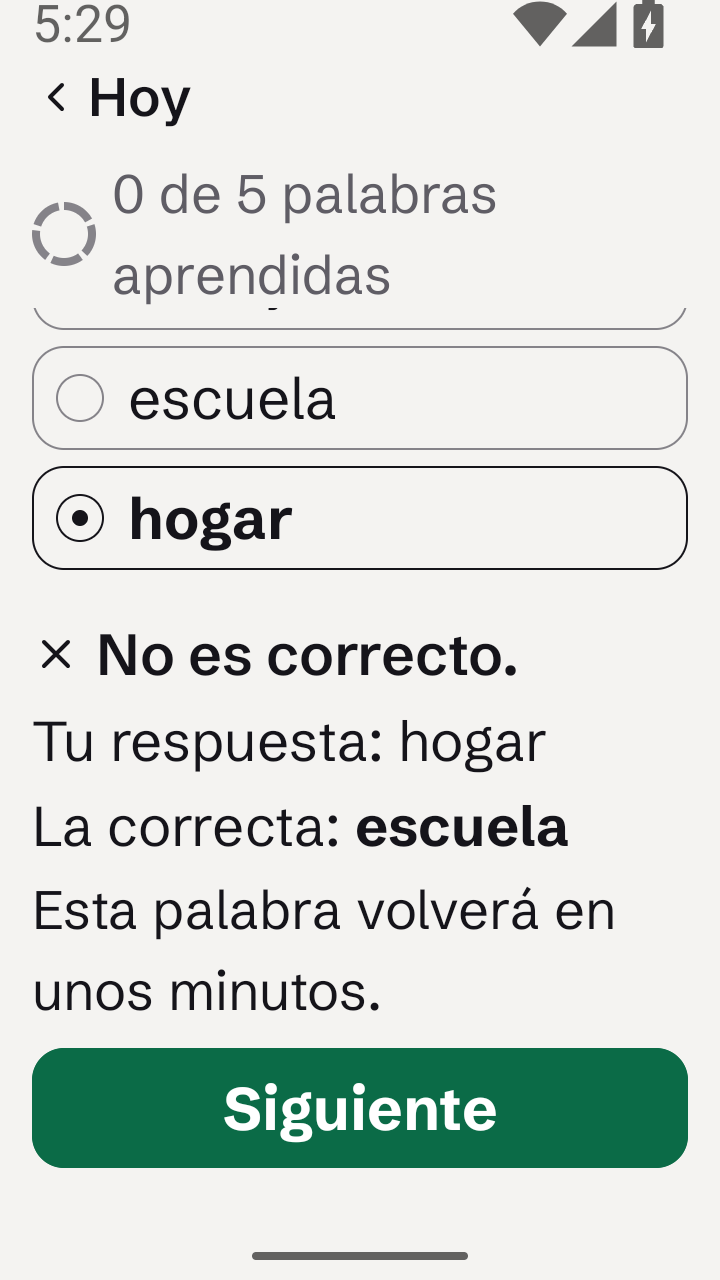 5:29
Hoy
0 de 5 palabras
aprendidas
escuela
hogar
No es correcto.
Tu respuesta: hogar
La correcta: escuela
Esta palabra volverá en
unos minutos.
Siguiente